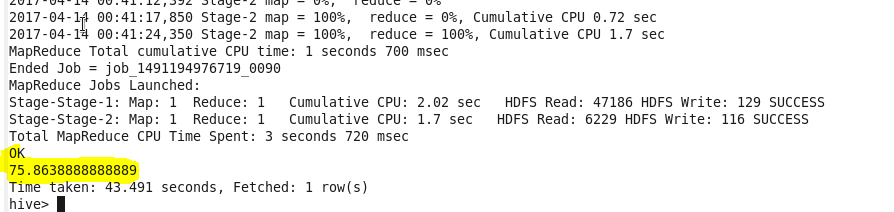 2017-04-14 00:41:12,392 Stage-2 map = 0%,  reduce = 0%
2017-04-14 00:41:17,850 Stage-2 map = 100%,  reduce = 0%, Cumulative CPU 0.72 sec
2017-04-14 00:41:24,350 Stage-2 map = 100%,  reduce = 100%, Cumulative CPU 1.7 sec
MapReduce Total cumulative CPU time: 1 seconds 700 msec
Ended Job = job_1491194976719_0090
MapReduce Jobs Launched:
Stage-Stage-1: Map: 1  Reduce: 1   Cumulative CPU: 2.02 sec   HDFS Read: 47186 HDFS Write: 129 SUCCESS
Stage-Stage-2: Map: 1  Reduce: 1   Cumulative CPU: 1.7 sec   HDFS Read: 6229 HDFS Write: 116 SUCCESS
Total MapReduce CPU Time Spent: 3 seconds 720 msec
OK
75.8638888888889
Time taken: 43.491 seconds, Fetched: 1 row(s)
hive>